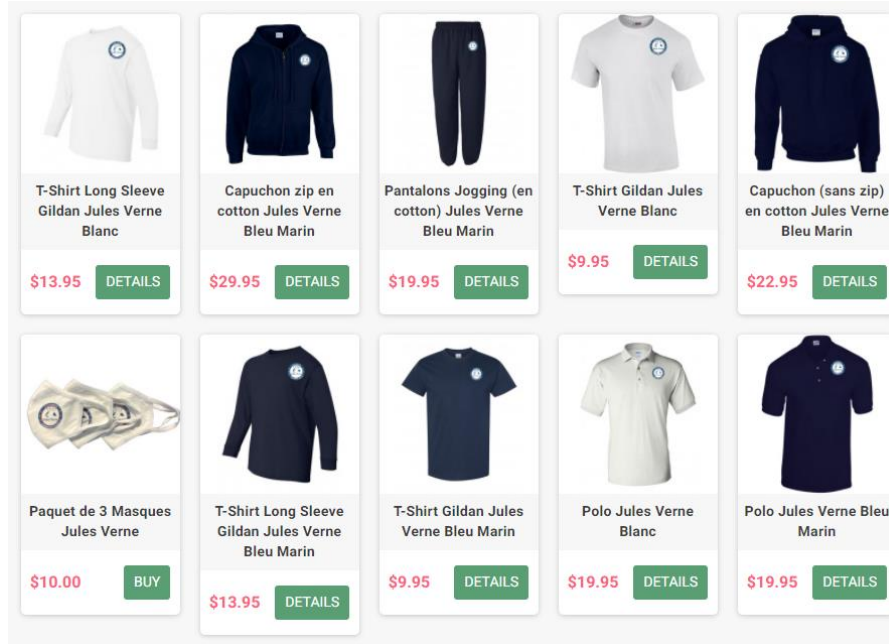 T-Shirt Long Sleeve
Gildan Jules Verne
Blanc
$13.95 DETAILS
Capuchon zip en
cotton Jules Verne
Bleu Marin
$29.95 DETAILS
Pantalons Jogging (en
cotton) Jules Verne
Bleu Marin
$19.95 DETAILS
T-Shirt Gildan Jules
Verne Blanc
$9.95 DETAILS
Capuchon (sans zip)
en cotton Jules Verne
Bleu Marin
$22.95 DETAILS
Paquet de 3 Masques
Jules Verne
$10.00 BUY
T-Shirt Long Sleeve
Gildan Jules Verne
Bleu Marin
$13.95 DETAILS
T-Shirt Gildan Jules
Verne Bleu Marin
$9.95 DETAILS
Polo Jules Verne
Blanc
$19.95 DETAILS
Polo Jules Verne Bleu
Marin
$19.95 DETAILS